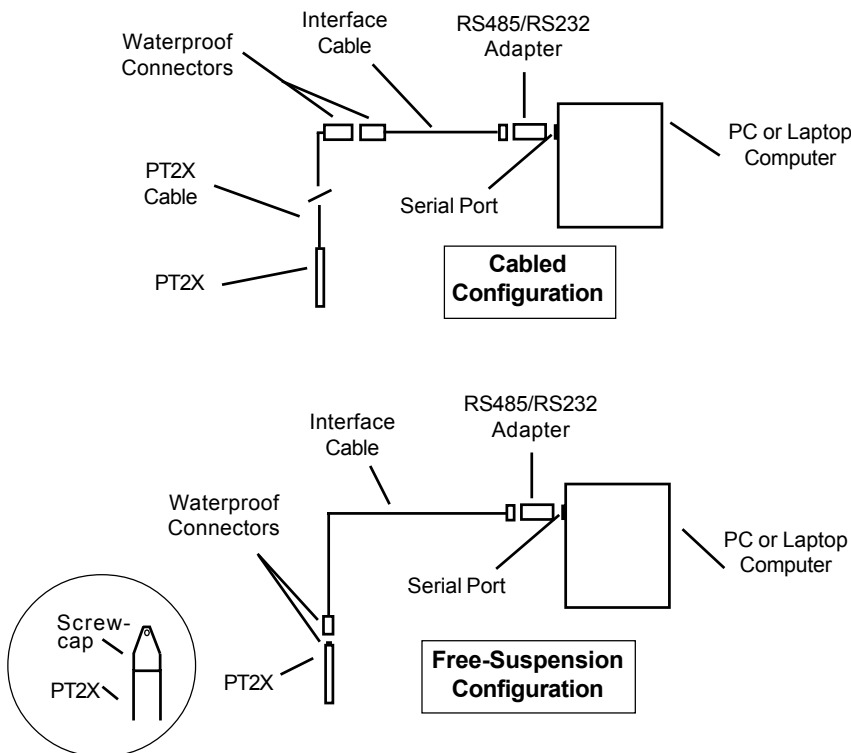 Waterproof
Connectors
Interface
Cable
RS485/RS232
Adapter
PC or Laptop
Computer
PT2X
Cable
Serial Port
PT2X
Cabled
Configuration
Interface
Cable
RS485/RS232
Adapter
Waterproof
Connectors
PC or Laptop
Computer
Serial Port
Screw-
cap
PT2X
PT2X
Free-Suspension
Configuration